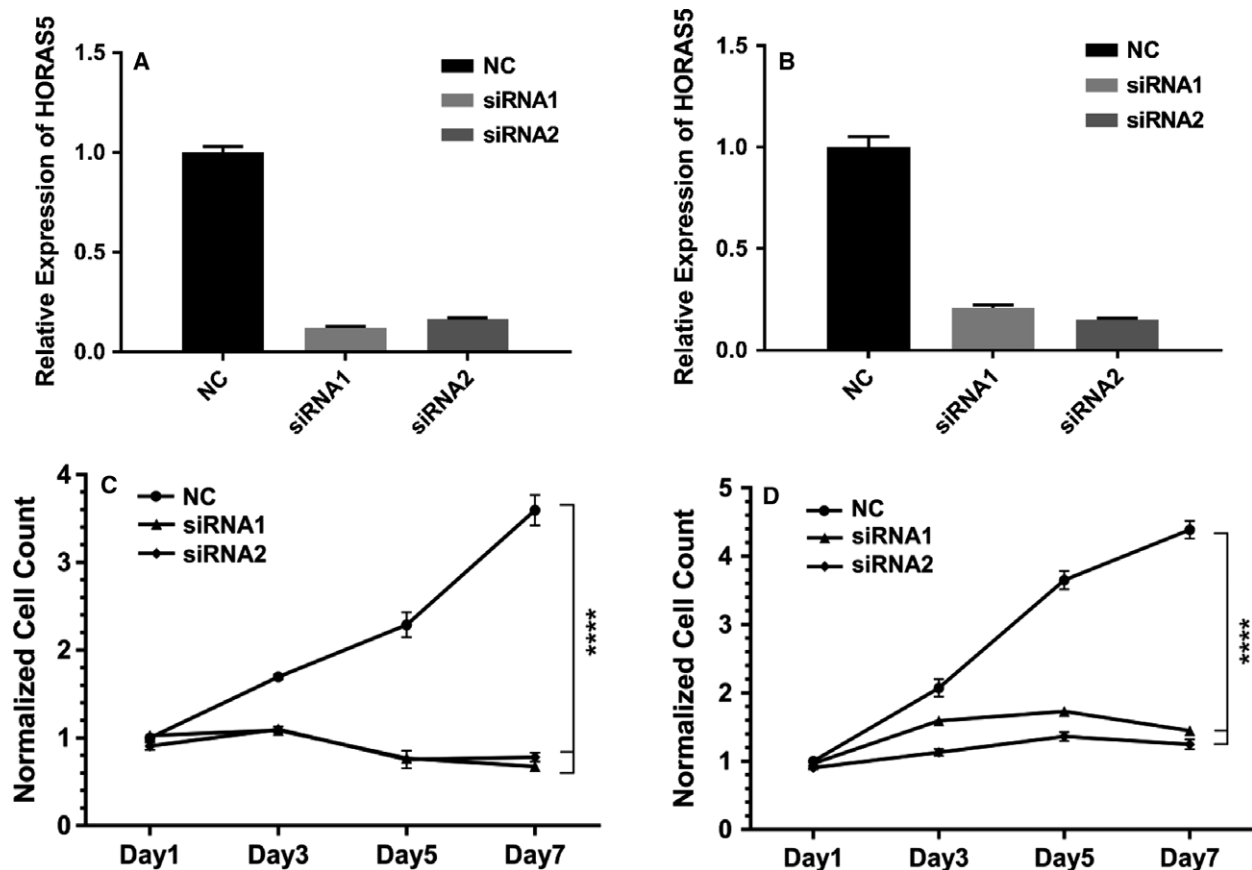 A
Relative Expression of HORAS5
1.5
1.0
0.5
0.0
NC
siRNA1
siRNA2
NC
siRNA1
siRNA2
B
Relative Expression of HORAS5
1.5
1.0
0.5
0.0
NC
siRNA1
siRNA2
NC
siRNA1
siRNA2
C
Normalized Cell Count
4
3
2
1
0
NC
siRNA1
siRNA2
****
Day1 Day3 Day5 Day7
D
Normalized Cell Count
5
4
3
2
1
0
NC
siRNA1
siRNA2
****
Day1 Day3 Day5 Day7